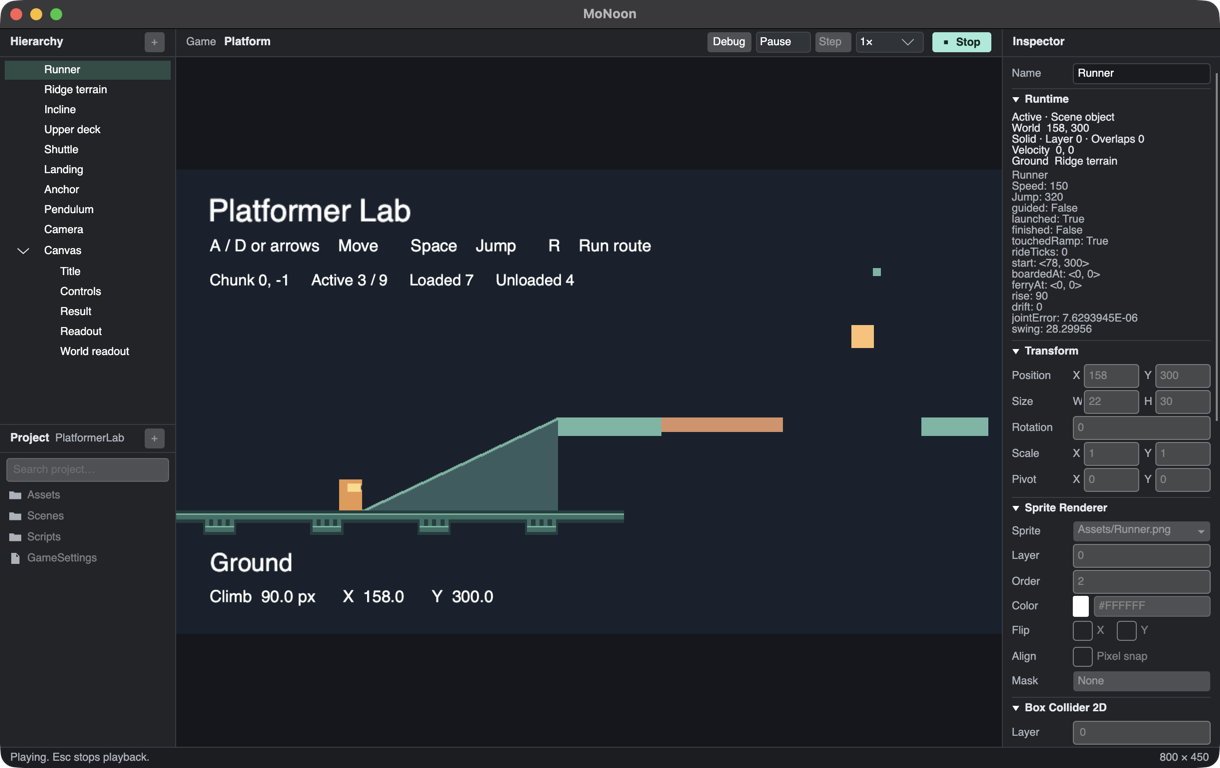 MoNoon
Hierarchy +
Runner
Ridge terrain
Incline
Upper deck
Shuttle
Landing
Anchor
Pendulum
Camera
Canvas
Title
Controls
Result
Readout
World readout
Project PlatformerLab +
Search project...
Assets
Scenes
Scripts
GameSettings
Game Platform Debug Pause Step 1× Stop
Platformer Lab
A / D or arrows Move Space Jump R Run route
Chunk 0, -1 Active 3 / 9 Loaded 7 Unloaded 4
Ground
Climb 90.0 px X 158.0 Y 300.0
Inspector
Name Runner
Runtime
Active · Scene object
World 158, 300
Solid · Layer 0 · Overlaps 0
Velocity 0, 0
Ground Ridge terrain
Runner
Speed: 150
Jump: 320
guided: False
launched: True
finished: False
touchedRamp: True
rideTicks: 0
start: <78, 300>
boardedAt: <0, 0>
ferryAt: <0, 0>
rise: 90
drift: 0
jointError: 7.6293945E-06
swing: 28.29956
Transform
Position X 158 Y 300
Size W 22 H 30
Rotation 0
Scale X 1 Y 1
Pivot X 0 Y 0
Sprite Renderer
Sprite Assets/Runner.png
Layer 0
Order 2
Color #FFFFFF
Flip X Y
Align Pixel snap
Mask None
Box Collider 2D
Layer 0
Playing. Esc stops playback. 800 × 450